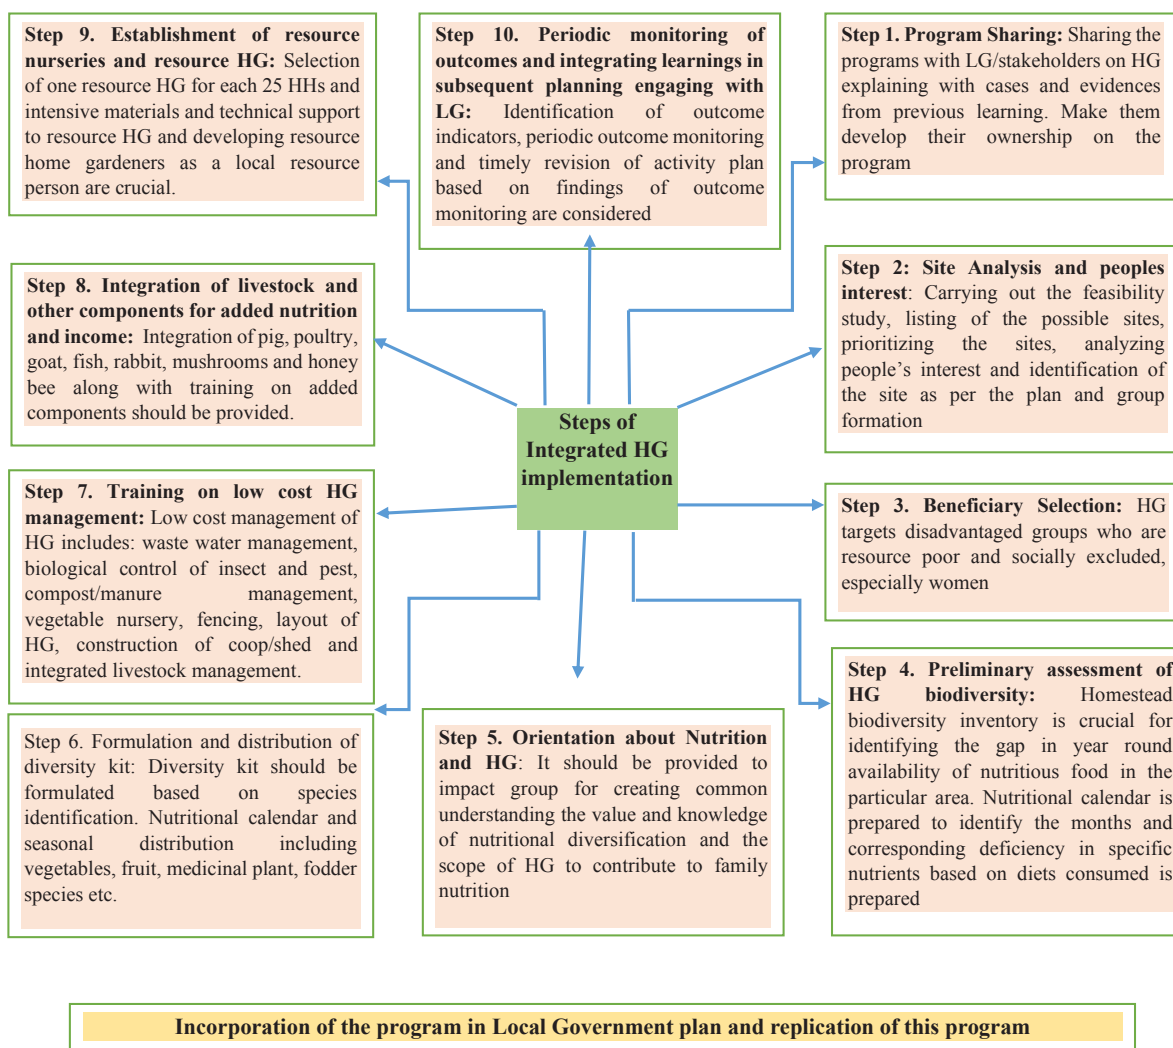 Step 9. Establishment of resource
nurseries and resource HG: Selection
of one resource HG for each 25 HHs and
intensive materials and technical support
to resource HG and developing resource
home gardeners as a local resource
person are crucial.
Step 10. Periodic monitoring of
outcomes and integrating learnings in
subsequent planning engaging with
LG: Identification of outcome
indicators, periodic outcome monitoring
and timely revision of activity plan
based on findings of outcome
monitoring are considered
Step 1. Program Sharing: Sharing the
programs with LG/stakeholders on HG
explaining with cases and evidences
from previous learning. Make them
develop their ownership on the
program
Step 8. Integration of livestock and
other components for added nutrition
and income: Integration of pig, poultry,
goat, fish, rabbit, mushrooms and honey
bee along with training on added
components should be provided.
Step 2: Site Analysis and peoples
interest: Carrying out the feasibility
study, listing of the possible sites,
prioritizing the sites, analyzing
people's interest and identification of
the site as per the plan and group
formation
Steps of
Integrated HG
implementation
Step 7. Training on low cost HG
management: Low cost management of
HG includes: waste water management,
biological control of insect and pest,
compost/manure management,
vegetable nursery, fencing, layout of
HG, construction of coop/shed and
integrated livestock management.
Step 3. Beneficiary Selection: HG
targets disadvantaged groups who are
resource poor and socially excluded,
especially women
Step 6. Formulation and distribution of
diversity kit: Diversity kit should be
formulated based on species
identification. Nutritional calendar and
seasonal distribution including
vegetables, fruit, medicinal plant, fodder
species etc.
Step 5. Orientation about Nutrition
and HG: It should be provided to
impact group for creating common
understanding the value and knowledge
of nutritional diversification and the
scope of HG to contribute to family
nutrition
Step 4. Preliminary assessment of
HG biodiversity: Homestead
biodiversity inventory is crucial for
identifying the gap in year round
availability of nutritious food in the
particular area. Nutritional calendar is
prepared to identify the months and
corresponding deficiency in specific
nutrients based on diets consumed is
prepared
Incorporation of the program in Local Government plan and replication of this program